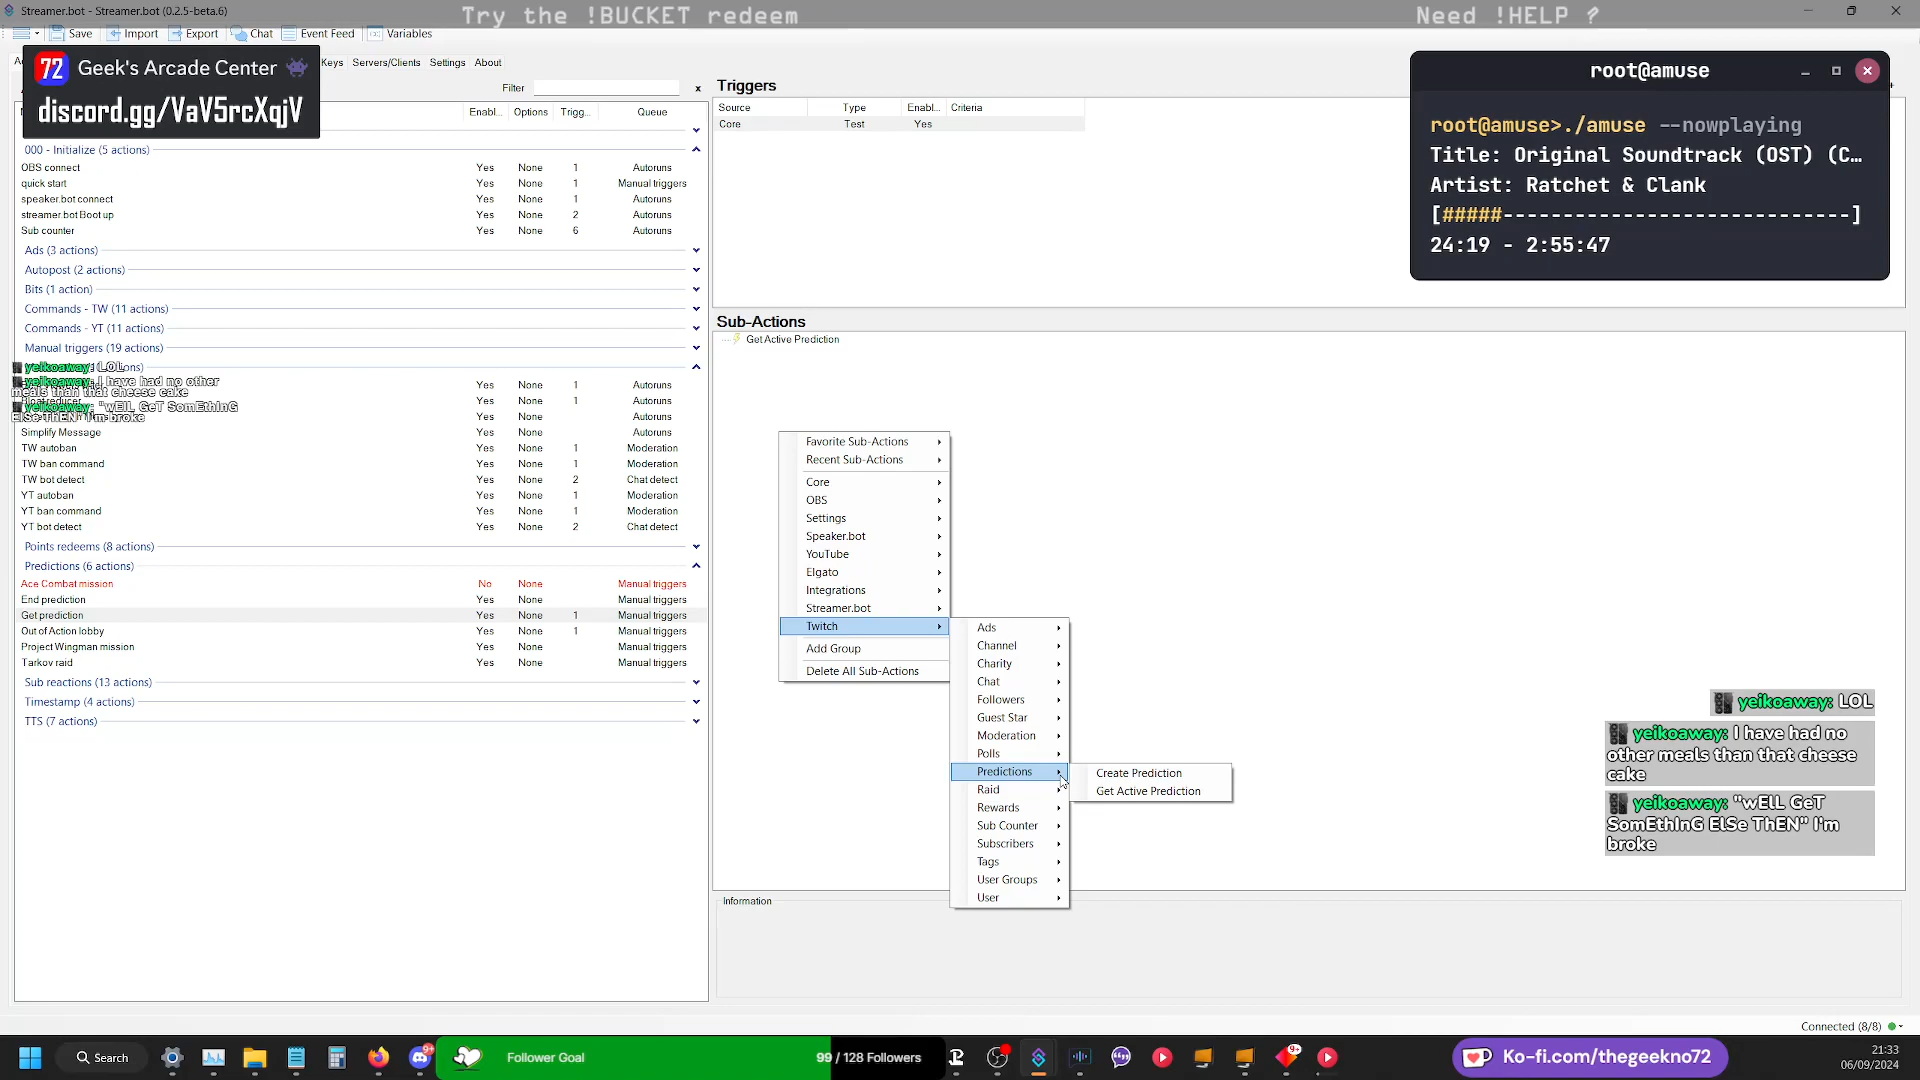 Streamer.bot - Streamer.bot (0.2.5-beta.6)
Try the !BUCKET redeem
Need !HELP ?
Save
Import
Export
Chat
Event Feed
Variables
72 Geek's Arcade Center
discord.gg/VaV5rcXqjV
Keys
Servers/Clients
Settings
About
Filter
x
Enabl...
Options
Trigg...
Queue
000 - Initialize (5 actions)
OBS connect Yes None 1 Autoruns
quick start Yes None 1 Manual triggers
speaker.bot connect Yes None 1 Autoruns
streamer.bot Boot up Yes None 2 Autoruns
Sub counter Yes None 6 Autoruns
Ads (3 actions)
Autopost (2 actions)
Bits (1 action)
Commands - TW (11 actions)
Commands - YT (11 actions)
Manual triggers (19 actions)
yeikoaway: LOL
yeikoaway: I have had no other
meals than that cheese cake
yeikoaway: "wElL GeT SomEthInG
ElSe ThEN" I'm broke
Yes None 1 Autoruns
Yes None 1 Autoruns
Yes None Autoruns
Simplify Message Yes None Autoruns
TW autoban Yes None 1 Moderation
TW ban command Yes None 1 Moderation
TW bot detect Yes None 2 Chat detect
YT autoban Yes None 1 Moderation
YT ban command Yes None 1 Moderation
YT bot detect Yes None 2 Chat detect
Points redeems (8 actions)
Predictions (6 actions)
Ace Combat mission No None Manual triggers
End prediction Yes None Manual triggers
Get prediction Yes None 1 Manual triggers
Out of Action lobby Yes None 1 Manual triggers
Project Wingman mission Yes None Manual triggers
Tarkov raid Yes None Manual triggers
Sub reactions (13 actions)
Timestamp (4 actions)
TTS (7 actions)
Triggers
Source Type Enabl... Criteria
Core Test Yes
Sub-Actions
Get Active Prediction
Favorite Sub-Actions
Recent Sub-Actions
Core
OBS
Settings
Speaker.bot
YouTube
Elgato
Integrations
Streamer.bot
Twitch
Add Group
Delete All Sub-Actions
Ads
Channel
Charity
Chat
Followers
Guest Star
Moderation
Polls
Predictions
Raid
Rewards
Sub Counter
Subscribers
Tags
User Groups
User
Create Prediction
Get Active Prediction
Information
root@amuse
root@amuse>./amuse --nowplaying
Title: Original Soundtrack (OST) (C...
Artist: Ratchet & Clank
[#####-----------------------------]
24:19 - 2:55:47
yeikoaway: LOL
yeikoaway: I have had no
other meals than that cheese
cake
yeikoaway: "wElL GeT
SomEthInG ElSe ThEN" I'm
broke
Connected (8/8)
Search
9+
Follower Goal
99 / 128 Followers
9+
Ko-fi.com/thegeekno72
21:33
06/09/2024